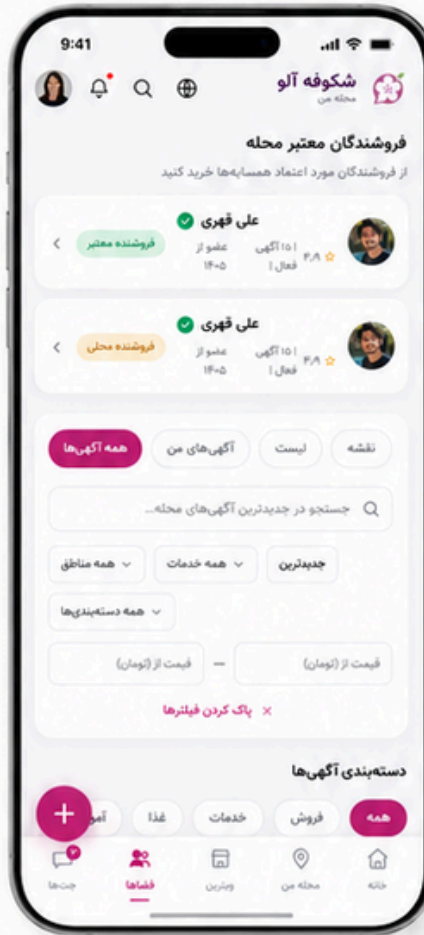 9:41
شکوفه آلو
محله من
فروشندگان معتبر محله
از فروشندگان مورد اعتماد همسایه‌ها خرید کنید
علی قهری
۴٫۹ | ۱۵ آگهی فعال | عضو از ۱۴۰۵
فروشنده معتبر
علی قهری
۴٫۹ | ۱۵ آگهی فعال | عضو از ۱۴۰۵
فروشنده محلی
نقشه لیست آگهی‌های من همه آگهی‌ها
جستجو در جدیدترین آگهی‌های محله...
جدیدترین همه خدمات همه مناطق
همه دسته‌بندی‌ها
قیمت از (تومان) — قیمت از (تومان)
× پاک کردن فیلترها
دسته‌بندی آگهی‌ها
همه فروش خدمات غذا آمو
خانه محله من ویترین فضاها چت‌ها